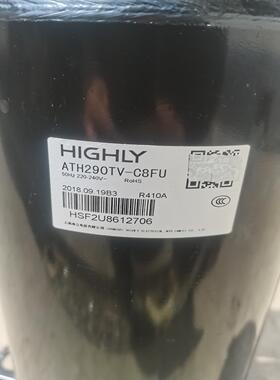 HIGHLY
ATH290TV-C8FU
50Hz 220-240V~ RoHS
2018.09.19B3 R410A
HSF2U8612706